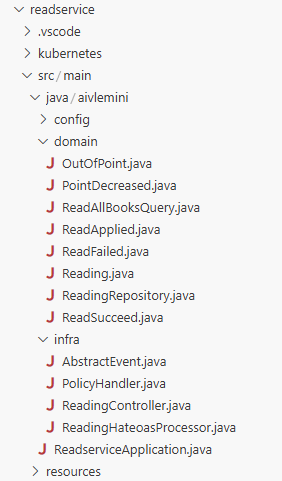 readservice
.vscode
kubernetes
src / main
java / aivlemini
config
domain
J OutOfPoint.java
J PointDecreased.java
J ReadAllBooksQuery.java
J ReadApplied.java
J ReadFailed.java
J Reading.java
J ReadingRepository.java
J ReadSucceed.java
infra
J AbstractEvent.java
J PolicyHandler.java
J ReadingController.java
J ReadingHateoasProcessor.java
J ReadserviceApplication.java
resources